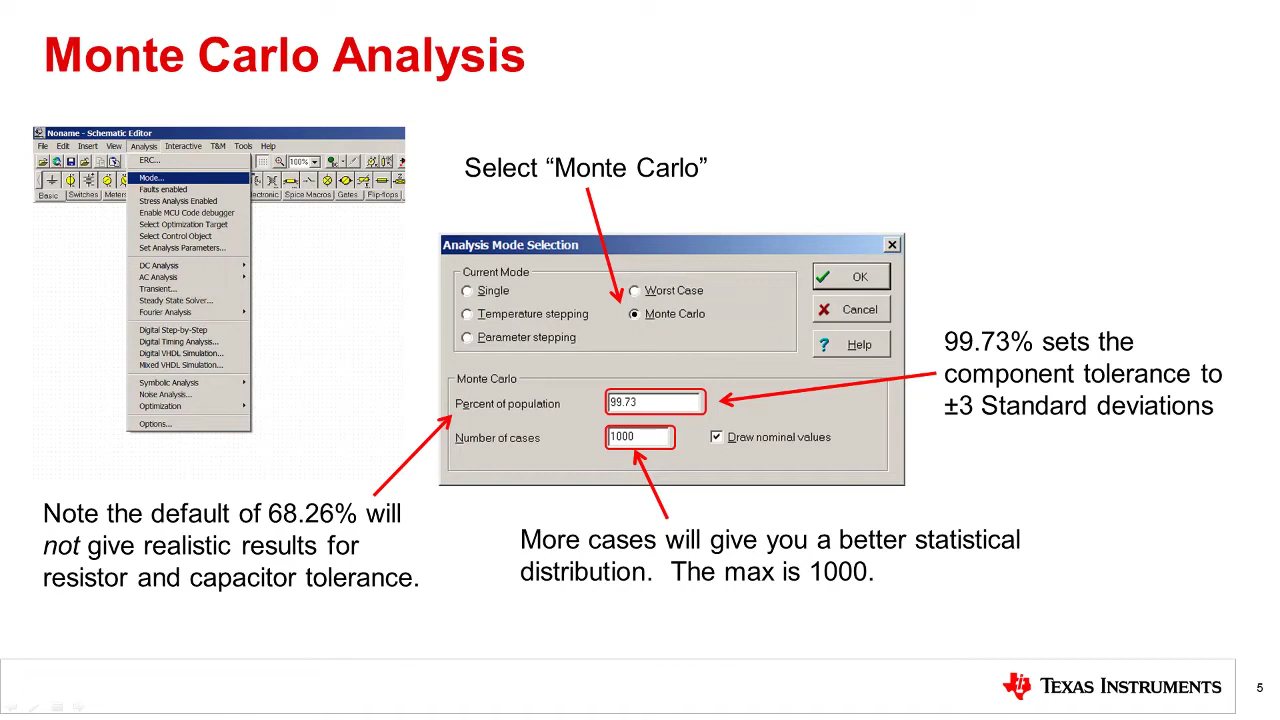 Monte Carlo Analysis
Noname - Schematic Editor
File Edit Insert View Analysis Interactive T&M Tools Help
ERC...
100%
Mode...
Faults enabled
Basic Switches Meters
Stress Analysis Enabled
Spice Macros Gates Flip-flops
Enable MCU Code debugger
Select Optimization Target
Select Control Object
Set Analysis Parameters...
DC Analysis
AC Analysis
Transient...
Steady State Solver...
Fourier Analysis
Digital Step-by-Step
Digital Timing Analysis...
Digital VHDL Simulation...
Mixed VHDL Simulation...
Symbolic Analysis
Noise Analysis...
Optimization
Options...
Select “Monte Carlo”
Analysis Mode Selection
Current Mode
Single
Worst Case
Temperature stepping
Monte Carlo
Parameter stepping
OK
Cancel
? Help
Monte Carlo
Percent of population 99.73
Number of cases 1000
Draw nominal values
99.73% sets the
component tolerance to
±3 Standard deviations
Note the default of 68.26% will
not give realistic results for
resistor and capacitor tolerance.
More cases will give you a better statistical
distribution. The max is 1000.
TEXAS INSTRUMENTS
5